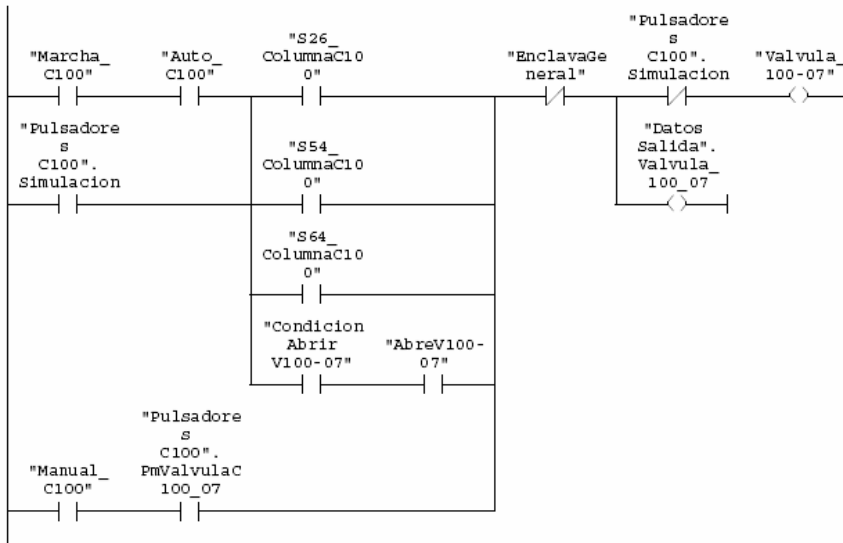 "Marcha_
C100"
"Auto_
C100"
"S26_
ColumnaC10
0"
"EnclavaGe
neral"
"Pulsadore
s
C100".
Simulacion
"Valvula_
100-07"
"Pulsadore
s
C100".
Simulacion
"S54_
ColumnaC10
0"
"Datos
Salida".
Valvula_
100_07
"S64_
ColumnaC10
0"
"Condicion
Abrir
V100-07"
"AbreV100-
07"
"Manual_
C100"
"Pulsadore
s
C100".
PmValvulaC
100_07